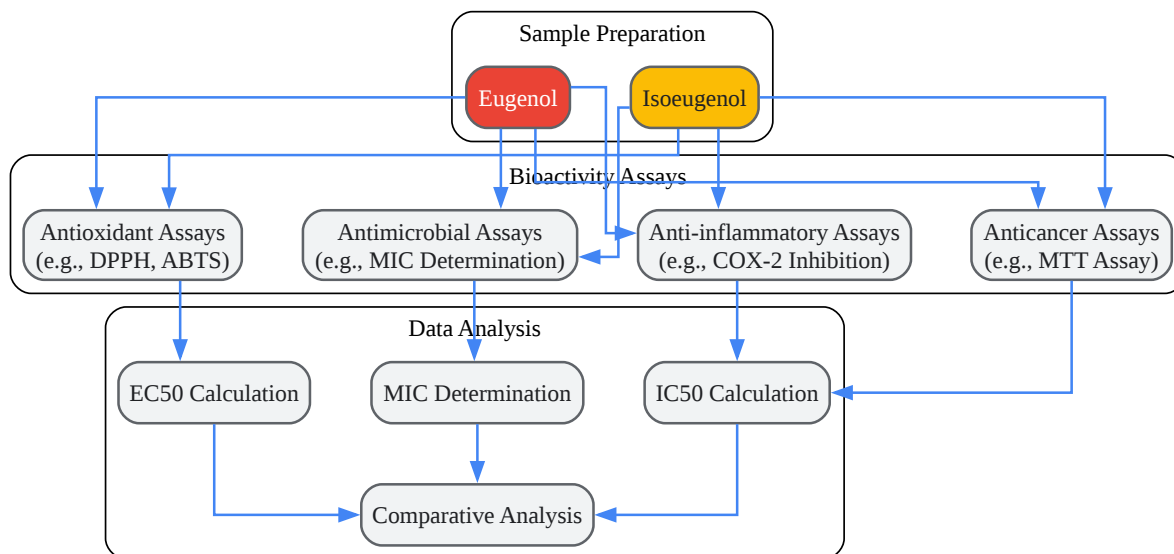 Sample Preparation
Eugenol
Isoeugenol
Bioactivity Assays
Antioxidant Assays
(e.g., DPPH, ABTS)
Antimicrobial Assays
(e.g., MIC Determination)
Anti-inflammatory Assays
(e.g., COX-2 Inhibition)
Anticancer Assays
(e.g., MTT Assay)
Data Analysis
EC50 Calculation
MIC Determination
IC50 Calculation
Comparative Analysis